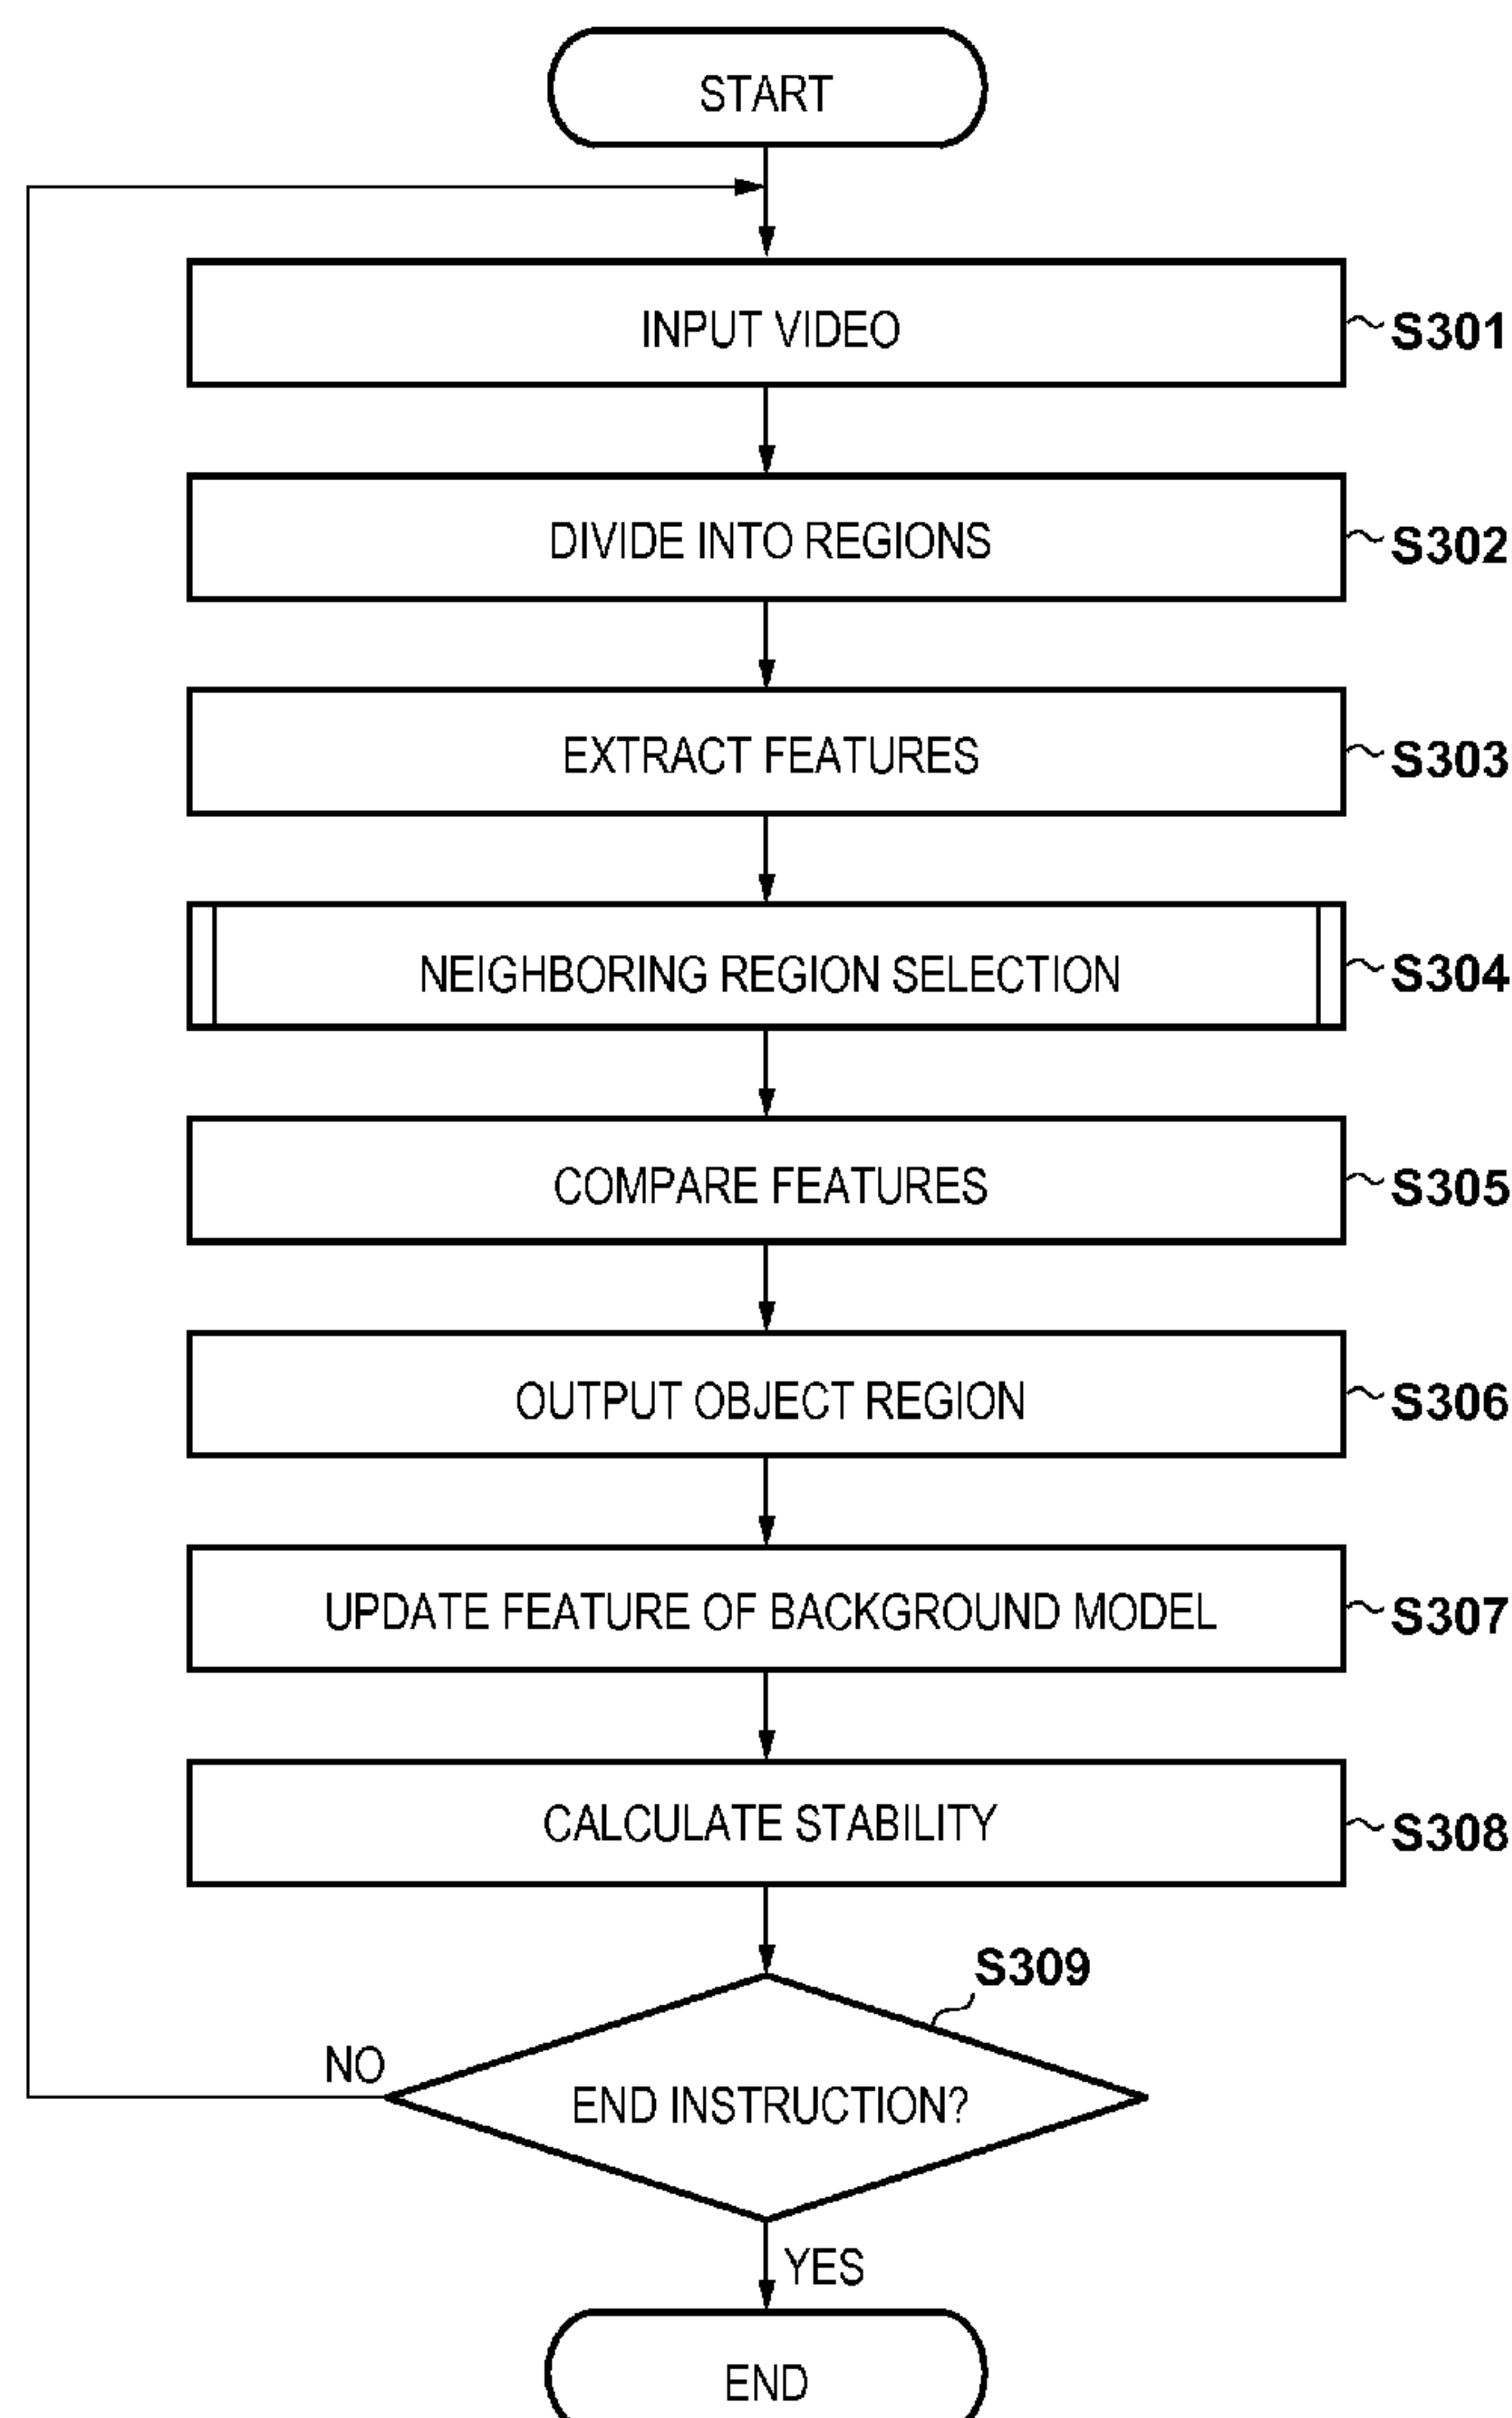 START
INPUT VIDEO
S301
DIVIDE INTO REGIONS
S302
EXTRACT FEATURES
S303
NEIGHBORING REGION SELECTION
S304
COMPARE FEATURES
S305
OUTPUT OBJECT REGION
S306
UPDATE FEATURE OF BACKGROUND MODEL
S307
CALCULATE STABILITY
S308
S309
NO
END INSTRUCTION?
YES
END